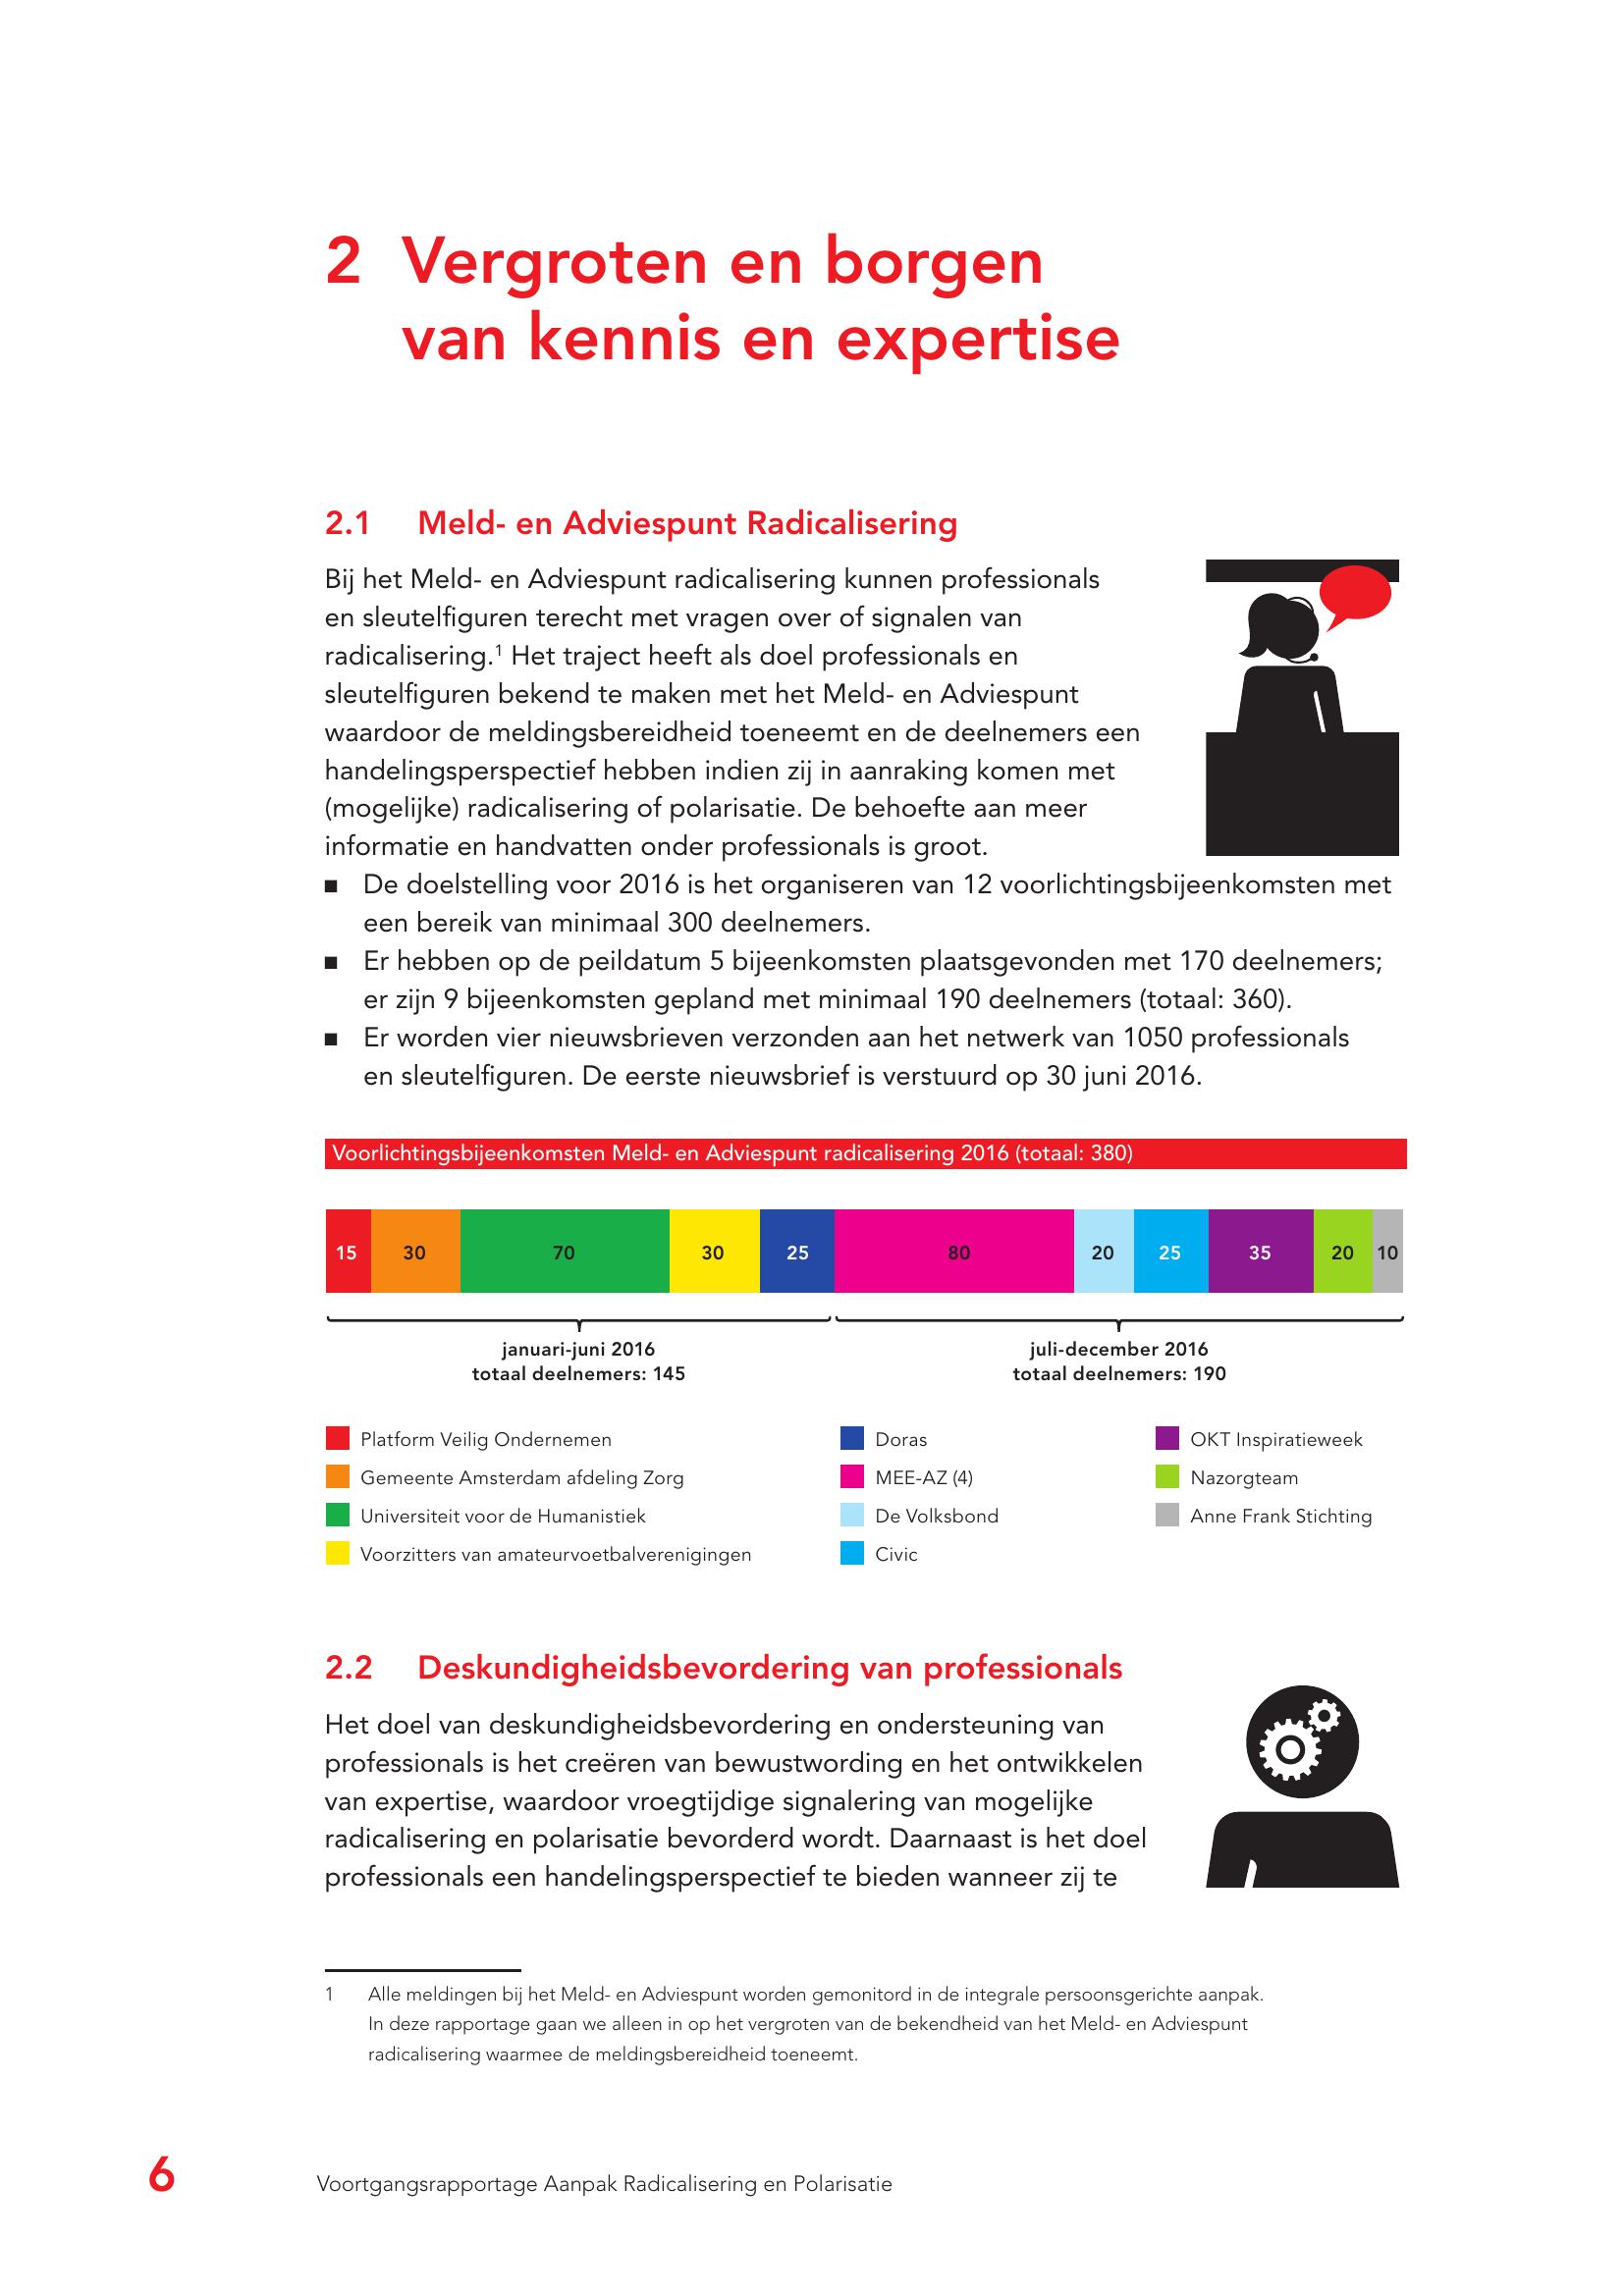 2 Vergroten en borgen
van kennis en expertise
2.1 Meld- en Adviespunt Radicalisering
Bij het Meld- en Adviespunt radicalisering kunnen professionals
en sleutelfiguren terecht met vragen over of signalen van
radicalisering.1 Het traject heeft als doel professionals en
sleutelfiguren bekend te maken met het Meld- en Adviespunt
waardoor de meldingsbereidheid toeneemt en de deelnemers een
handelingsperspectief hebben indien zij in aanraking komen met
(mogelijke) radicalisering of polarisatie. De behoefte aan meer
informatie en handvatten onder professionals is groot.
■ De doelstelling voor 2016 is het organiseren van 12 voorlichtingsbijeenkomsten met
een bereik van minimaal 300 deelnemers.
■ Er hebben op de peildatum 5 bijeenkomsten plaatsgevonden met 170 deelnemers;
er zijn 9 bijeenkomsten gepland met minimaal 190 deelnemers (totaal: 360).
■ Er worden vier nieuwsbrieven verzonden aan het netwerk van 1050 professionals
en sleutelfiguren. De eerste nieuwsbrief is verstuurd op 30 juni 2016.
Voorlichtingsbijeenkomsten Meld- en Adviespunt radicalisering 2016 (totaal: 380)
15 30 70 30 25 80 20 25 35 20 10
januari-juni 2016
totaal deelnemers: 145
juli-december 2016
totaal deelnemers: 190
Platform Veilig Ondernemen
Gemeente Amsterdam afdeling Zorg
Universiteit voor de Humanistiek
Voorzitters van amateurvoetbalverenigingen
Doras
MEE-AZ (4)
De Volksbond
Civic
OKT Inspiratieweek
Nazorgteam
Anne Frank Stichting
2.2 Deskundigheidsbevordering van professionals
Het doel van deskundigheidsbevordering en ondersteuning van
professionals is het creëren van bewustwording en het ontwikkelen
van expertise, waardoor vroegtijdige signalering van mogelijke
radicalisering en polarisatie bevorderd wordt. Daarnaast is het doel
professionals een handelingsperspectief te bieden wanneer zij te
1 Alle meldingen bij het Meld- en Adviespunt worden gemonitord in de integrale persoonsgerichte aanpak.
In deze rapportage gaan we alleen in op het vergroten van de bekendheid van het Meld- en Adviespunt
radicalisering waarmee de meldingsbereidheid toeneemt.
6 Voortgangsrapportage Aanpak Radicalisering en Polarisatie